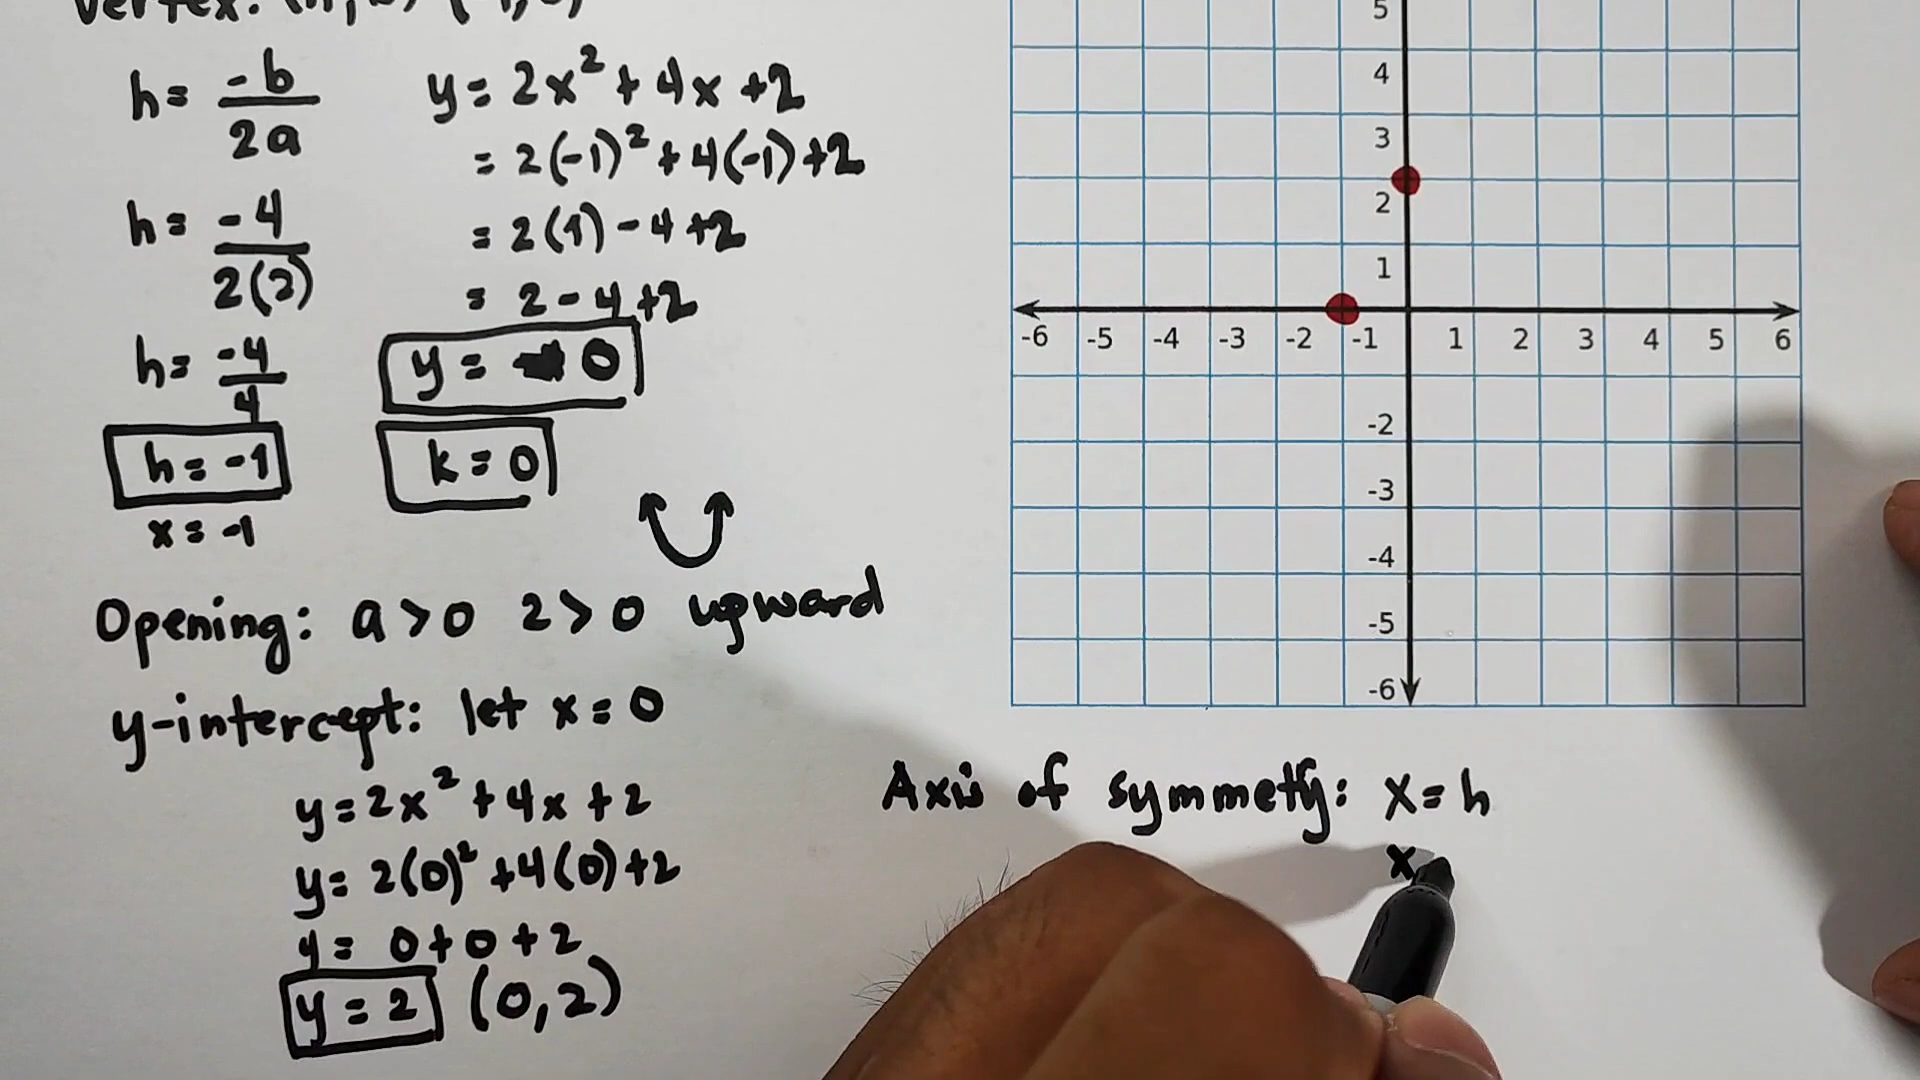 h = -b/2a
h = -4/2(2)
h = -4/4
h = -1
x = -1
y = 2x² + 4x + 2
= 2(-1)² + 4(-1) + 2
= 2(1) - 4 + 2
= 2 - 4 + 2
y = 0
k = 0
Opening: a > 0 2 > 0 upward
y-intercept: let x = 0
y = 2x² + 4x + 2
y = 2(0)² + 4(0) + 2
y = 0 + 0 + 2
y = 2 (0, 2)
5
4
3
2
1
-6 -5 -4 -3 -2 -1 1 2 3 4 5 6
-2
-3
-4
-5
-6
Axis of symmetry: x = h
x